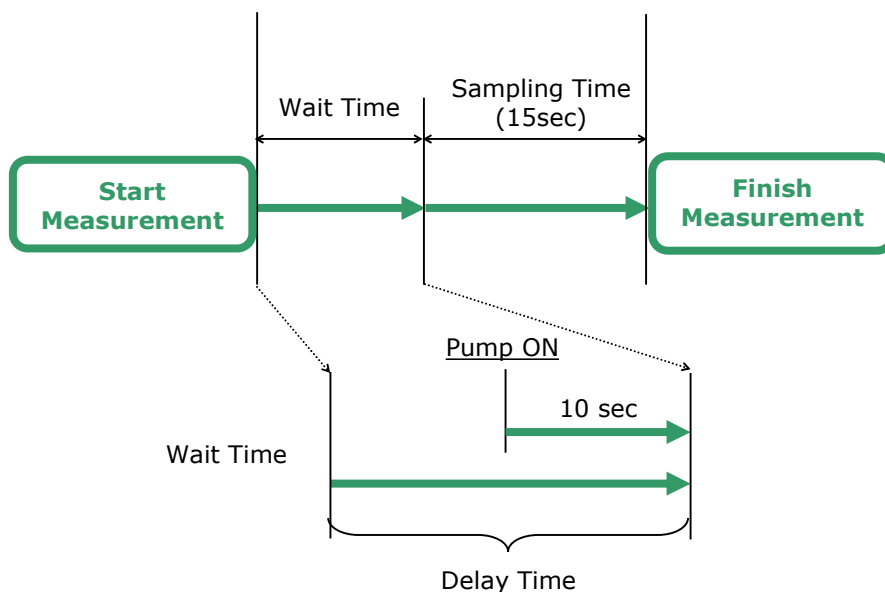 Wait Time
Sampling Time
(15sec)
Start
Measurement
Finish
Measurement
Pump ON
10 sec
Wait Time
Delay Time